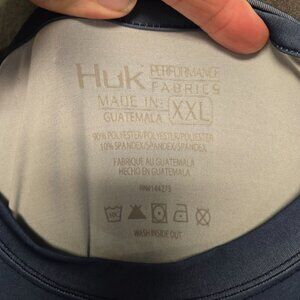 Huk PERFORMANCE
FABRICS
MADE IN: XXL
GUATEMALA
90% POLYESTER/POLYESTER/POLIESTER
10% SPANDEX/SPANDEX/SPANDEX
FABRIQUE AU GUATEMALA
HECHO EN GUATEMALA
WASH INSIDE OUT